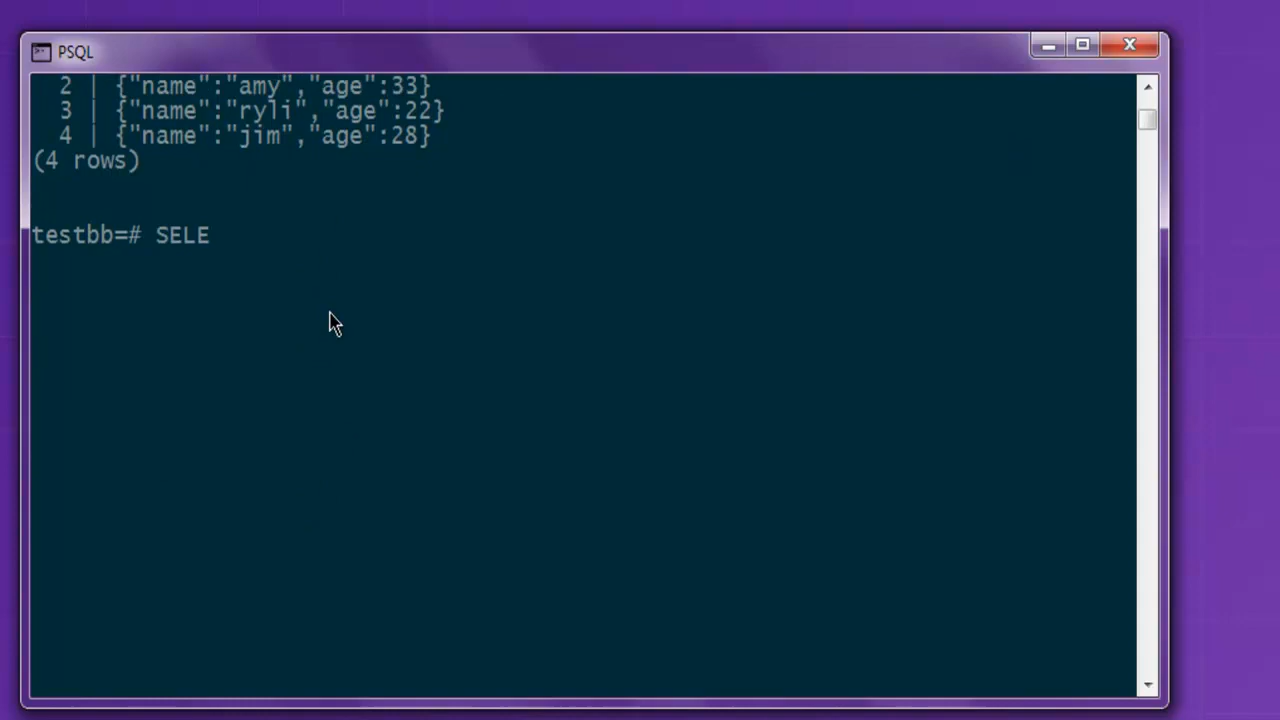 PSQL
2 | {"name":"amy","age":33}
3 | {"name":"ryli","age":22}
4 | {"name":"jim","age":28}
(4 rows)
testbb=# SELE